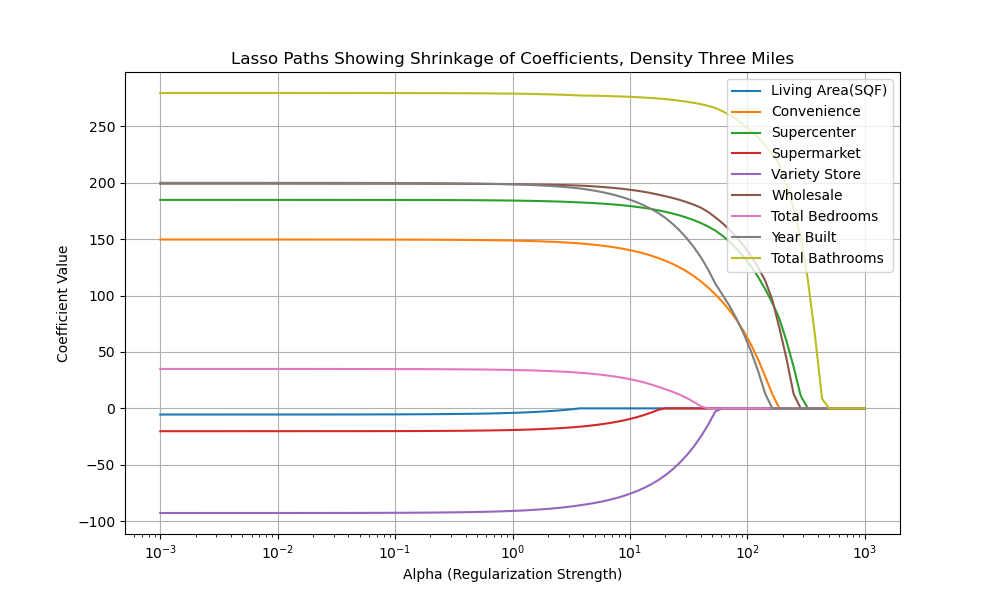 Lasso Paths Showing Shrinkage of Coefficients, Density Three Miles
Living Area(SQF)
Convenience
Supercenter
Supermarket
Variety Store
Wholesale
Total Bedrooms
Year Built
Total Bathrooms
Coefficient Value
250
200
150
100
50
0
−50
−100
10⁻³ 10⁻² 10⁻¹ 10⁰ 10¹ 10² 10³
Alpha (Regularization Strength)